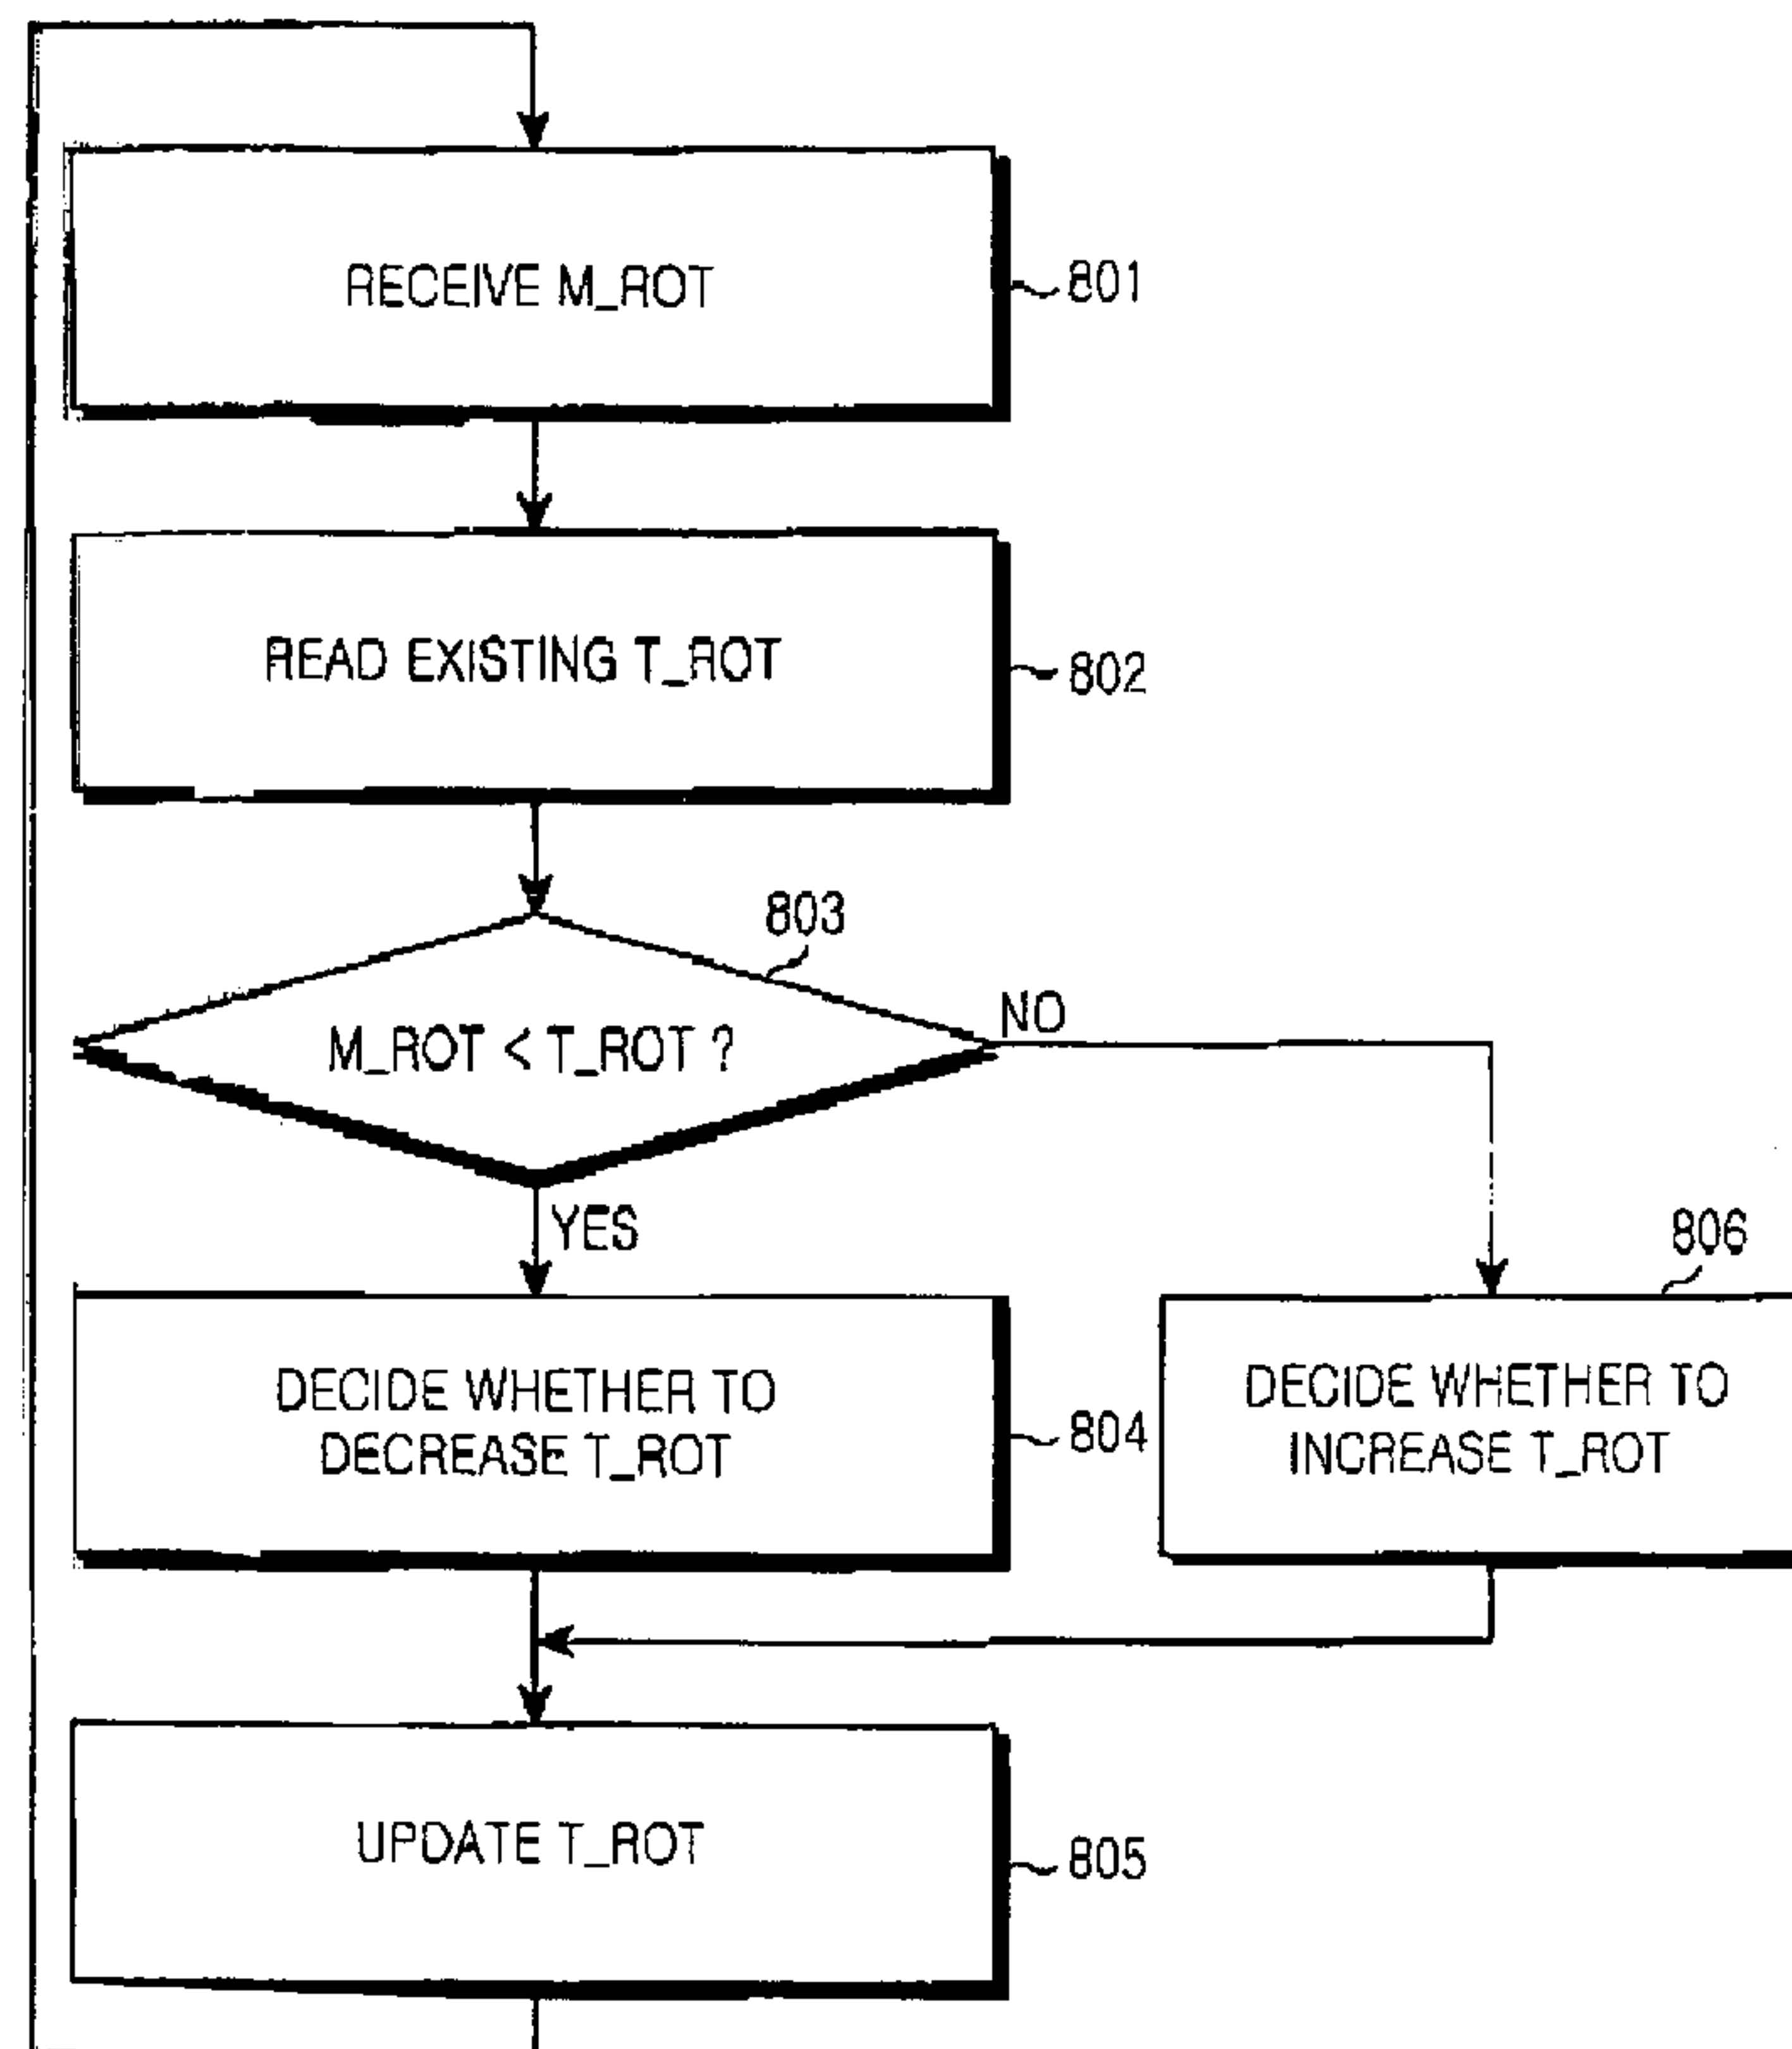 RECEIVE M_ROT
801
READ EXISTING T_ROT
802
803
M_ROT < T_ROT ?
NO
YES
806
DECIDE WHETHER TO
DECREASE T_ROT
804
DECIDE WHETHER TO
INCREASE T_ROT
UPDATE T_ROT
805